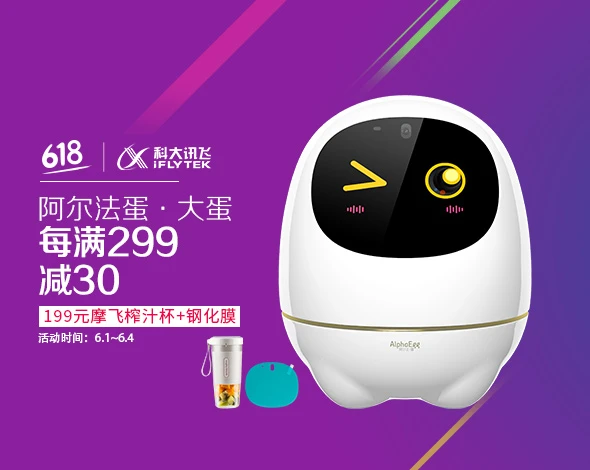 618
科大讯飞
iFLYTEK
阿尔法蛋·大蛋
每满299
减30
199元摩飞榨汁杯+钢化膜
活动时间：6.1~6.4
AlphaEgg